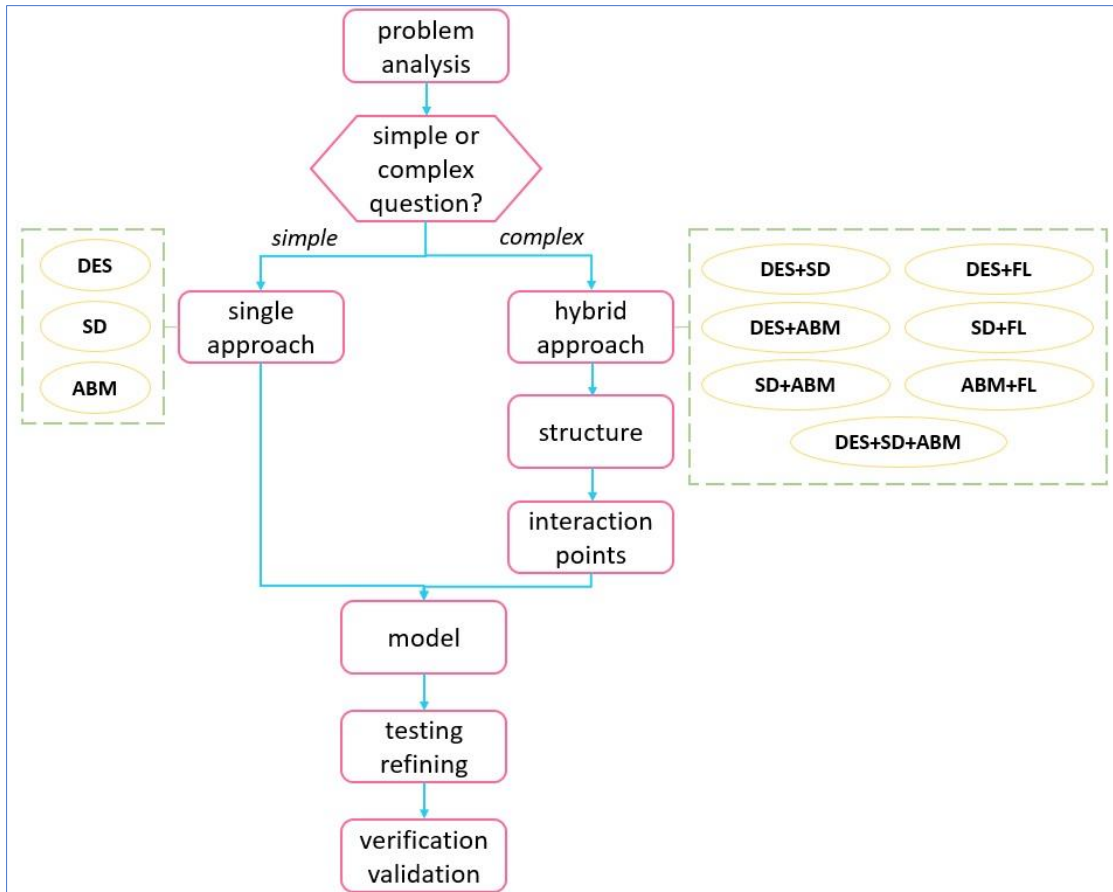 problem
analysis
simple or
complex
question?
simple
complex
DES
SD
ABM
single
approach
hybrid
approach
DES+SD
DES+FL
DES+ABM
SD+FL
SD+ABM
ABM+FL
DES+SD+ABM
structure
interaction
points
model
testing
refining
verification
validation